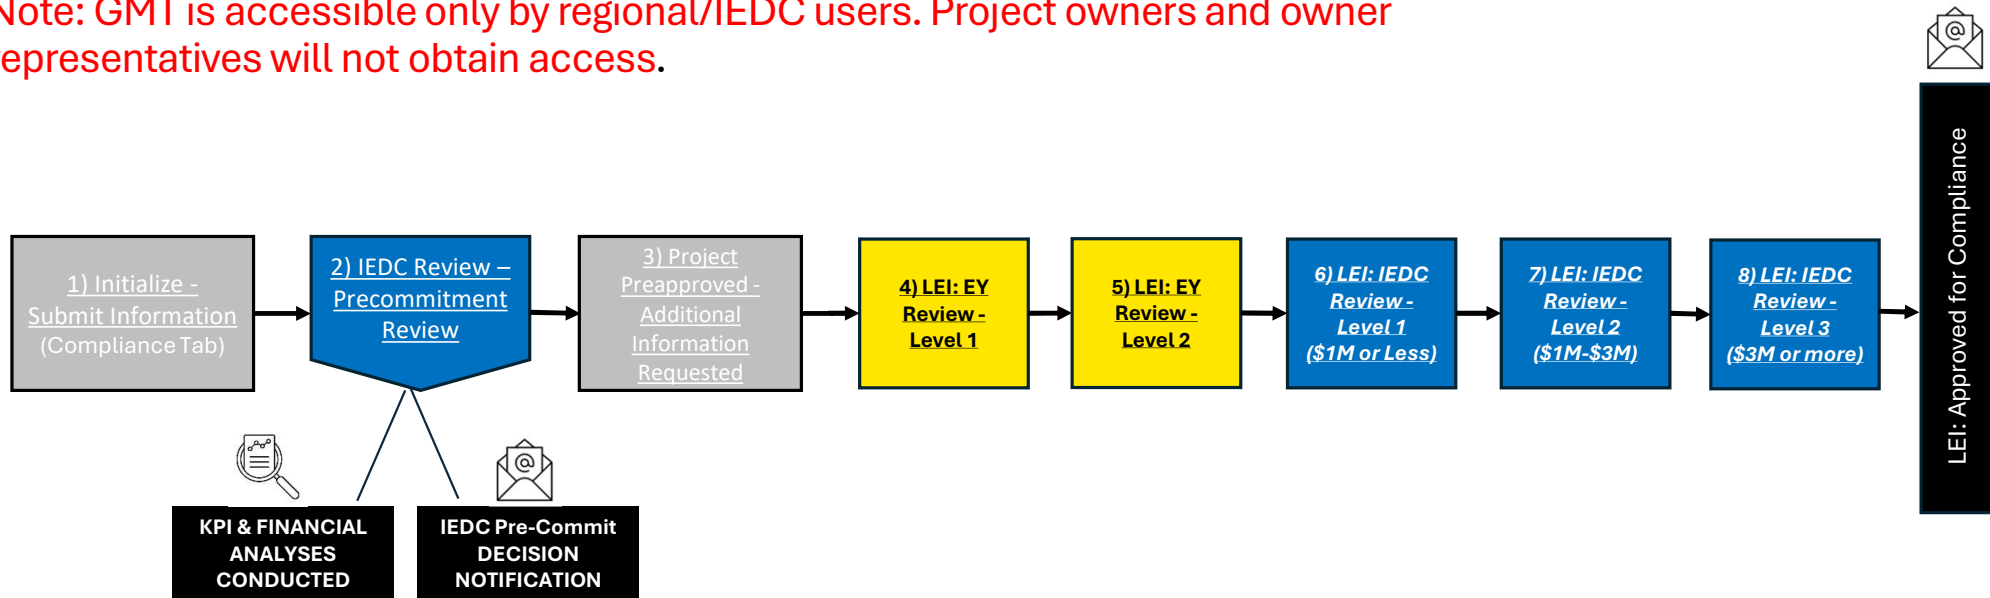 Note: GMT is accessible only by regional/IEDC users. Project owners and owner
epresentatives will not obtain access.
1) Initialize -
Submit Information
(Compliance Tab)
2) IEDC Review –
Precommitment
Review
3) Project
Preapproved -
Additional
Information
Requested
4) LEI: EY
Review -
Level 1
5) LEI: EY
Review -
Level 2
6) LEI: IEDC
Review -
Level 1
($1M or Less)
7) LEI: IEDC
Review -
Level 2
($1M-$3M)
8) LEI: IEDC
Review -
Level 3
($3M or more)
LEI: Approved for Compliance
KPI & FINANCIAL
ANALYSES
CONDUCTED
IEDC Pre-Commit
DECISION
NOTIFICATION